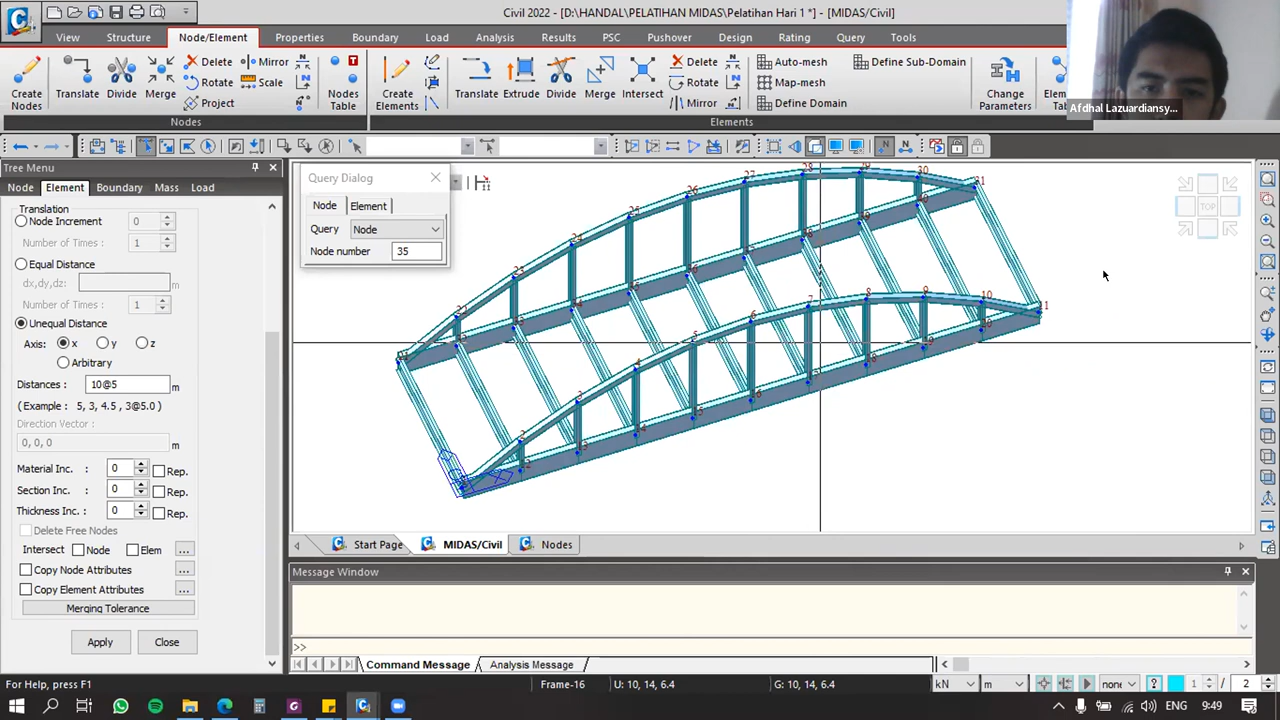 Civil 2022 - [D:\HANDAL\PELATIHAN MIDAS\Pelatihan Hari 1 *] - [MIDAS/Civil]
View Structure Node/Element Properties Boundary Load Analysis Results PSC Pushover Design Rating Query Tools
Create Nodes
Translate
Divide
Merge
Delete
Rotate
Project
Mirror
Scale
Nodes Table
Create Elements
Translate
Extrude
Divide
Merge
Intersect
Delete
Rotate
Mirror
Auto-mesh
Map-mesh
Define Domain
Define Sub-Domain
Change Parameters
Nodes
Elements
Afdhal Lazuardiansy...
Tree Menu
Node Element Boundary Mass Load
Translation
Node Increment 0
Number of Times : 1
Equal Distance
dx,dy,dz: m
Number of Times : 1
Unequal Distance
Axis: x y z
Arbitrary
Distances : 10@5 m
( Example : 5, 3, 4.5 , 3@5.0 )
Direction Vector :
0, 0, 0 m
Material Inc. : 0 Rep.
Section Inc. : 0 Rep.
Thickness Inc. : 0 Rep.
Delete Free Nodes
Intersect Node Elem ...
Copy Node Attributes ...
Copy Element Attributes ...
Merging Tolerance
Apply Close
Query Dialog
Node Element
Query Node
Node number 35
TOP
Start Page MIDAS/Civil Nodes
Message Window
>>
Command Message Analysis Message
For Help, press F1 Frame-16 U: 10, 14, 6.4 G: 10, 14, 6.4 kN m none ? 1 / 2
ENG 9:49